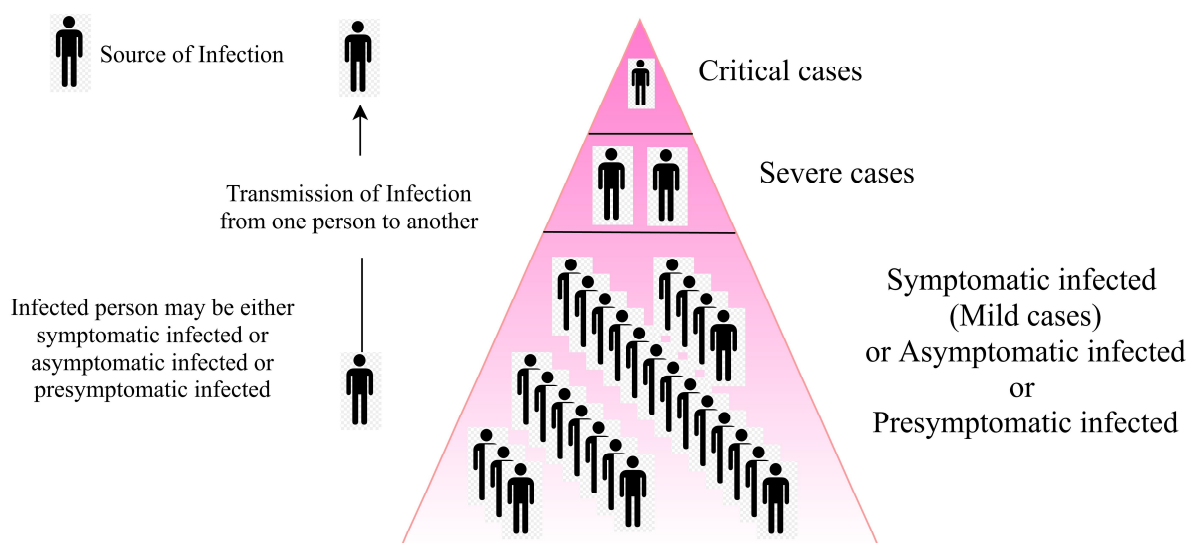 Source of Infection
Transmission of Infection
from one person to another
Infected person may be either
symptomatic infected or
asymptomatic infected or
presymptomatic infected
Critical cases
Severe cases
Symptomatic infected
(Mild cases)
or Asymptomatic infected
or
Presymptomatic infected